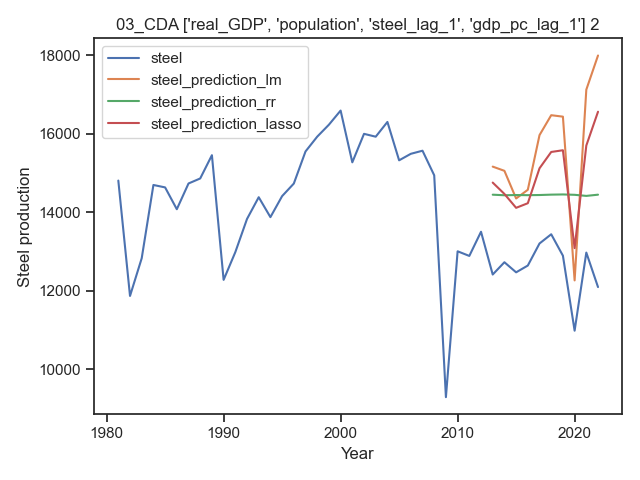 03_CDA ['real_GDP', 'population', 'steel_lag_1', 'gdp_pc_lag_1'] 2
steel
steel_prediction_lm
steel_prediction_rr
steel_prediction_lasso
Steel production
18000
16000
14000
12000
10000
1980
1990
2000
2010
2020
Year